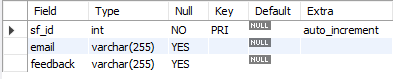 Field Type Null Key Default Extra
sf_id int NO PRI NULL auto_increment
email varchar(255) YES NULL
feedback varchar(255) YES NULL